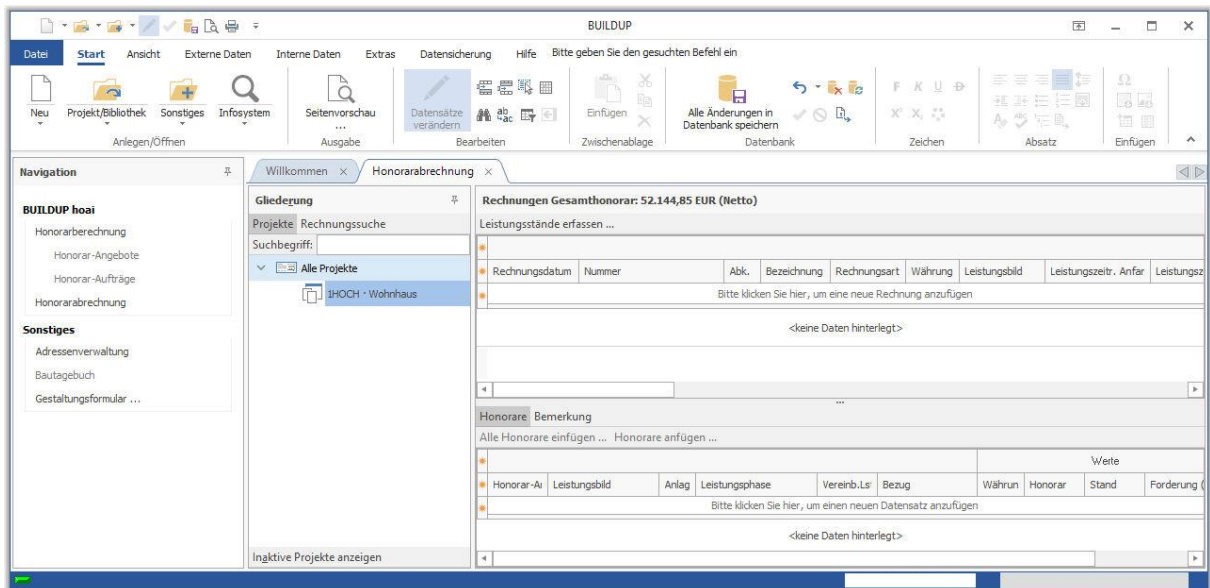 BUILDUP
Datei Start Ansicht Externe Daten Interne Daten Extras Datensicherung Hilfe Bitte geben Sie den gesuchten Befehl ein
Neu Projekt/Bibliothek Sonstiges Infosystem Seitenvorschau ... Datensätze verändern Einfügen Alle Änderungen in Datenbank speichern
Anlegen/Öffnen Ausgabe Bearbeiten Zwischenablage Datenbank Zeichen Absatz Einfügen
Navigation
BUILDUP hoai
Honorarberechnung
Honorar-Angebote
Honorar-Aufträge
Honorarabrechnung
Sonstiges
Adressenverwaltung
Bautagebuch
Gestaltungsformular ...
Willkommen Honorarabrechnung
Gliederung
Projekte Rechnungssuche
Suchbegriff:
Alle Projekte
1HOCH · Wohnhaus
Inaktive Projekte anzeigen
Rechnungen Gesamthonorar: 52.144,85 EUR (Netto)
Leistungsstände erfassen ...
Rechnungsdatum Nummer Abk. Bezeichnung Rechnungsart Währung Leistungsbild Leistungszeitr. Anfar Leistungsz
Bitte klicken Sie hier, um eine neue Rechnung anzufügen
<keine Daten hinterlegt>
Honorare Bemerkung
Alle Honorare einfügen ... Honorare anfügen ...
Werte
Honorar-Ar Leistungsbild Anlag Leistungsphase Vereinb.Ls Bezug Währun Honorar Stand Forderung (
Bitte klicken Sie hier, um einen neuen Datensatz anzufügen
<keine Daten hinterlegt>